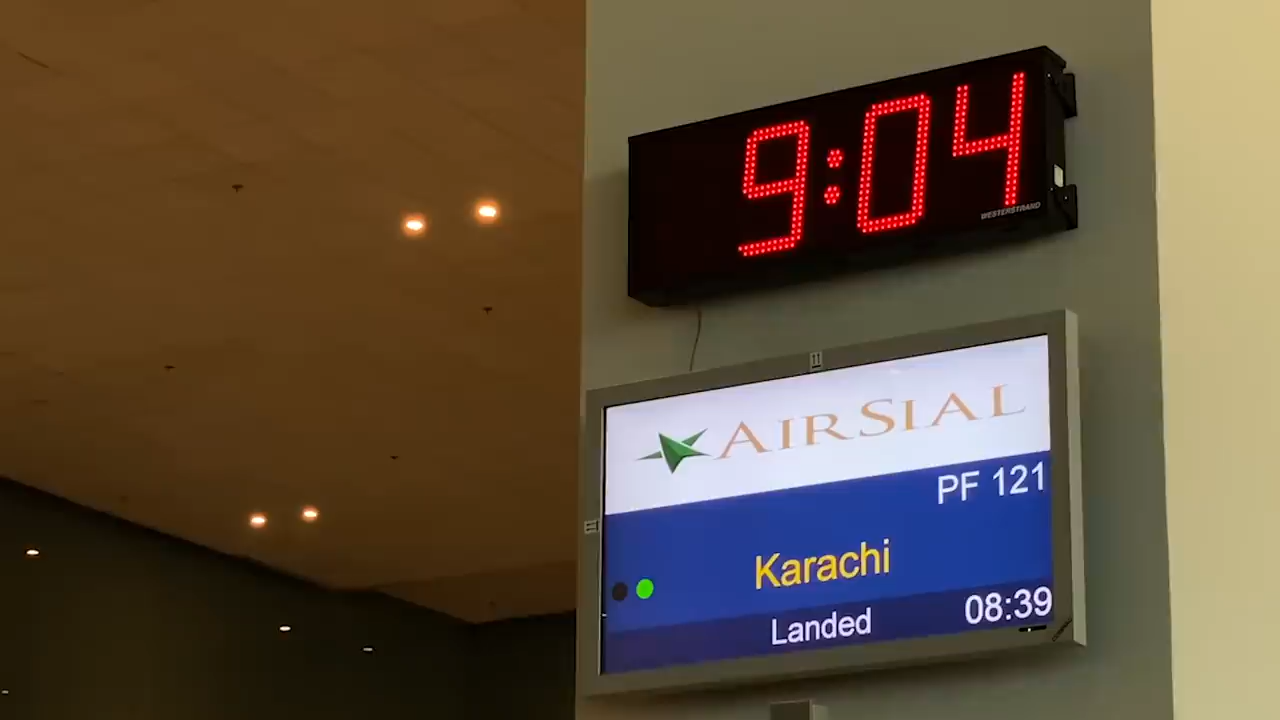 9:04
WESTERSTRAND
AIRSIAL
PF 121
Karachi
Landed 08:39